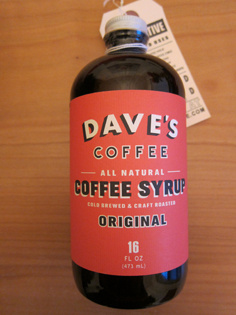 DAVE'S
COFFEE
ALL NATURAL
COFFEE SYRUP
COLD BREWED & CRAFT ROASTED
ORIGINAL
16
FL OZ
(473 mL)